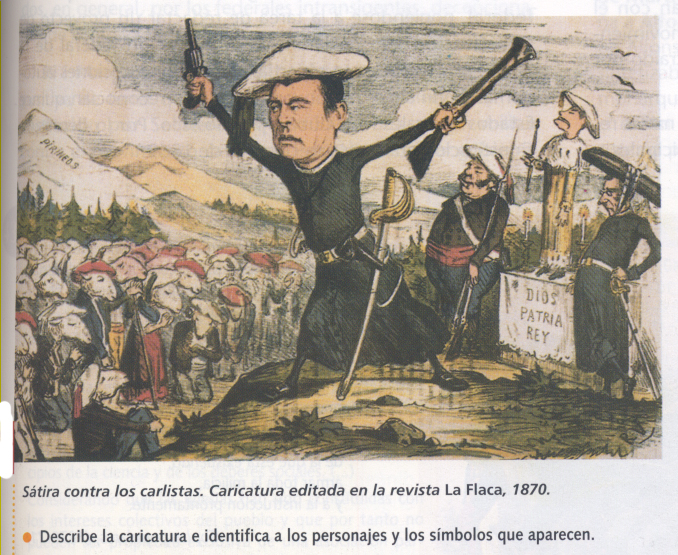 PIRINEOS
DIOS
PATRIA
REY
Sátira contra los carlistas. Caricatura editada en la revista La Flaca, 1870.
Describe la caricatura e identifica a los personajes y los símbolos que aparecen.